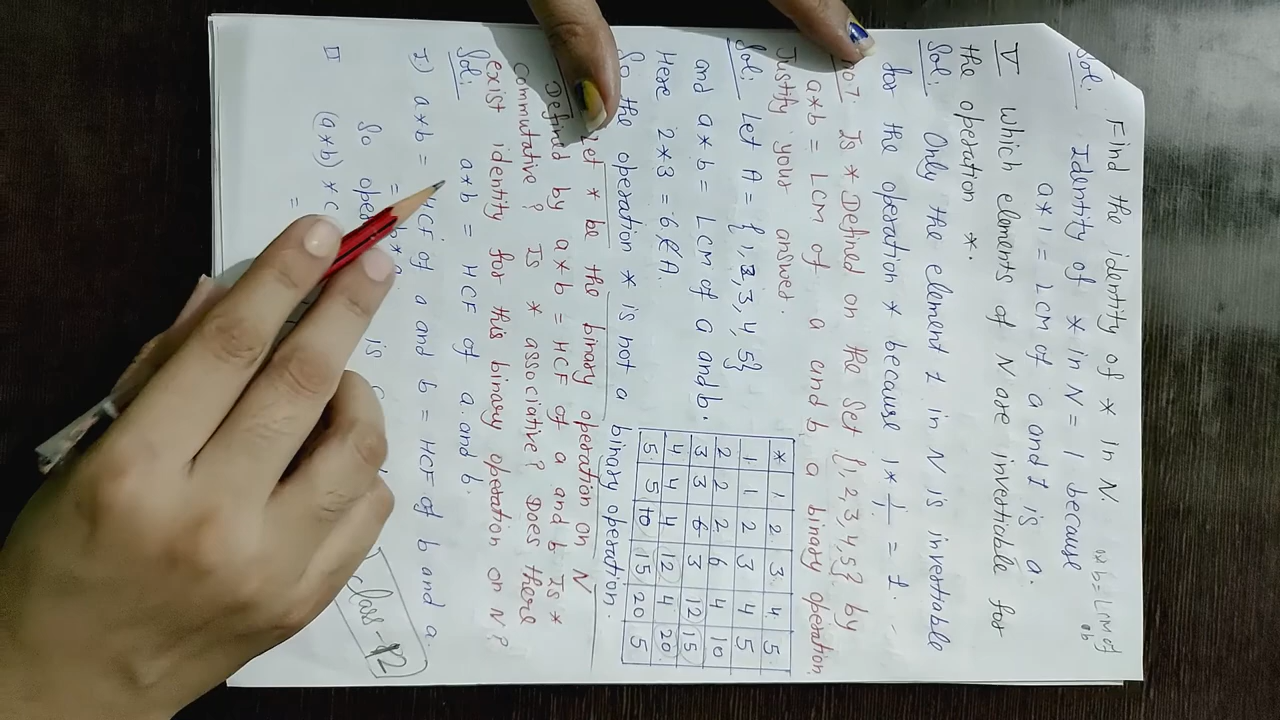 Find the identity of * in N.
a*b = LCM of
ab
Sol: Identity of * in N = 1 because
a*1 = LCM of a and 1 is a.
V which elements of N are invertiable for
the operation *.
Sol: Only the element 1 in N is invertiable
for the operation * because 1*1/1 = 1.
7. Is * Defined on the set {1,2,3,4,5} by
a*b = LCM of a and b a binary operation
Justify your answer.
Sol: Let A = {1,2,3,4,5}
and a*b = LCM of a and b.
Here 2*3 = 6∉A.
So the operation * is not a binary operation.
* 1 2. 3. 4. 5.
1. 1 2 3 4 5
2 2 2 6 4 10
3 3 6 3 12 15
4 4 4 12 4 20
5 5 10 15 20 5
Let * be the binary operation on N
Defined by a*b = HCF of a and b Is *
commutative? Is * associative? Does there
exist identity for this binary operation on N?
Sol: a*b = HCF of a and b.
I) a*b = HCF of a and b = HCF of b and a
=
So is
II (a*b)*c
=
class-12